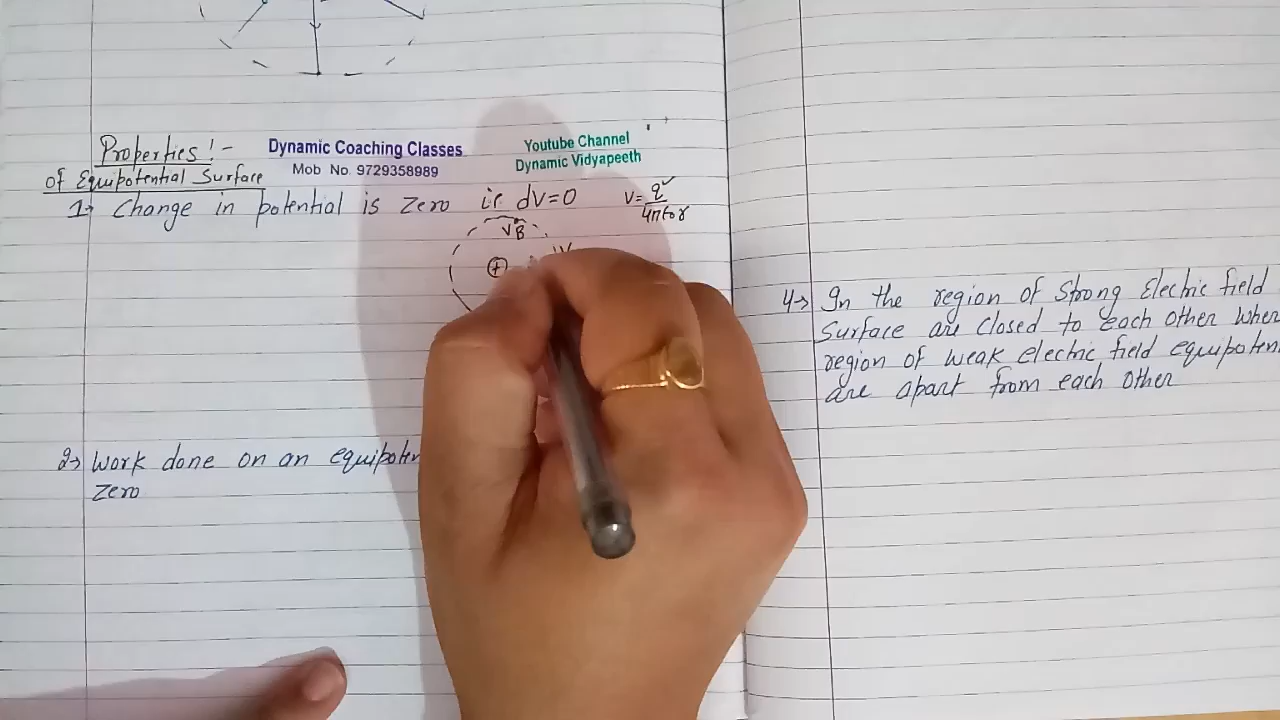 Properties :-
Dynamic Coaching Classes
Mob No. 9729358989
Youtube Channel
Dynamic Vidyapeeth
of Equipotential Surface
1→ Change in potential is Zero ie dv=0
V= q/4πε0r
VB
+
2→ Work done on an equipoten
Zero
4→ In the region of Strong Electric field
Surface are Closed to each other wher
region of weak electric field equipoten
are apart from each other